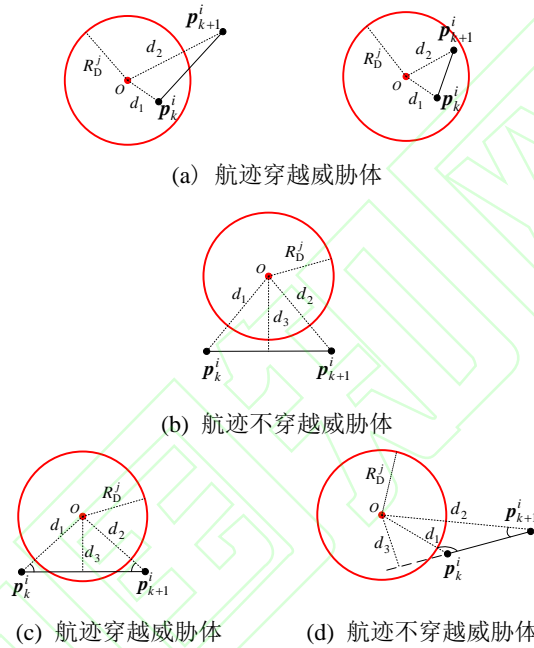 p_{k+1}^i p_{k+1}^i
R_D^j d_2 R_D^j d_2
O d_1 p_k^i O d_1 p_k^i
(a) 航迹穿越威胁体
R_D^j
O
d_1 d_2
d_3
p_k^i p_{k+1}^i
(b) 航迹不穿越威胁体
R_D^j
O
d_1 d_2
d_3
p_k^i p_{k+1}^i
(c) 航迹穿越威胁体
R_D^j
O d_2 p_{k+1}^i
d_1
d_3 p_k^i
(d) 航迹不穿越威胁体